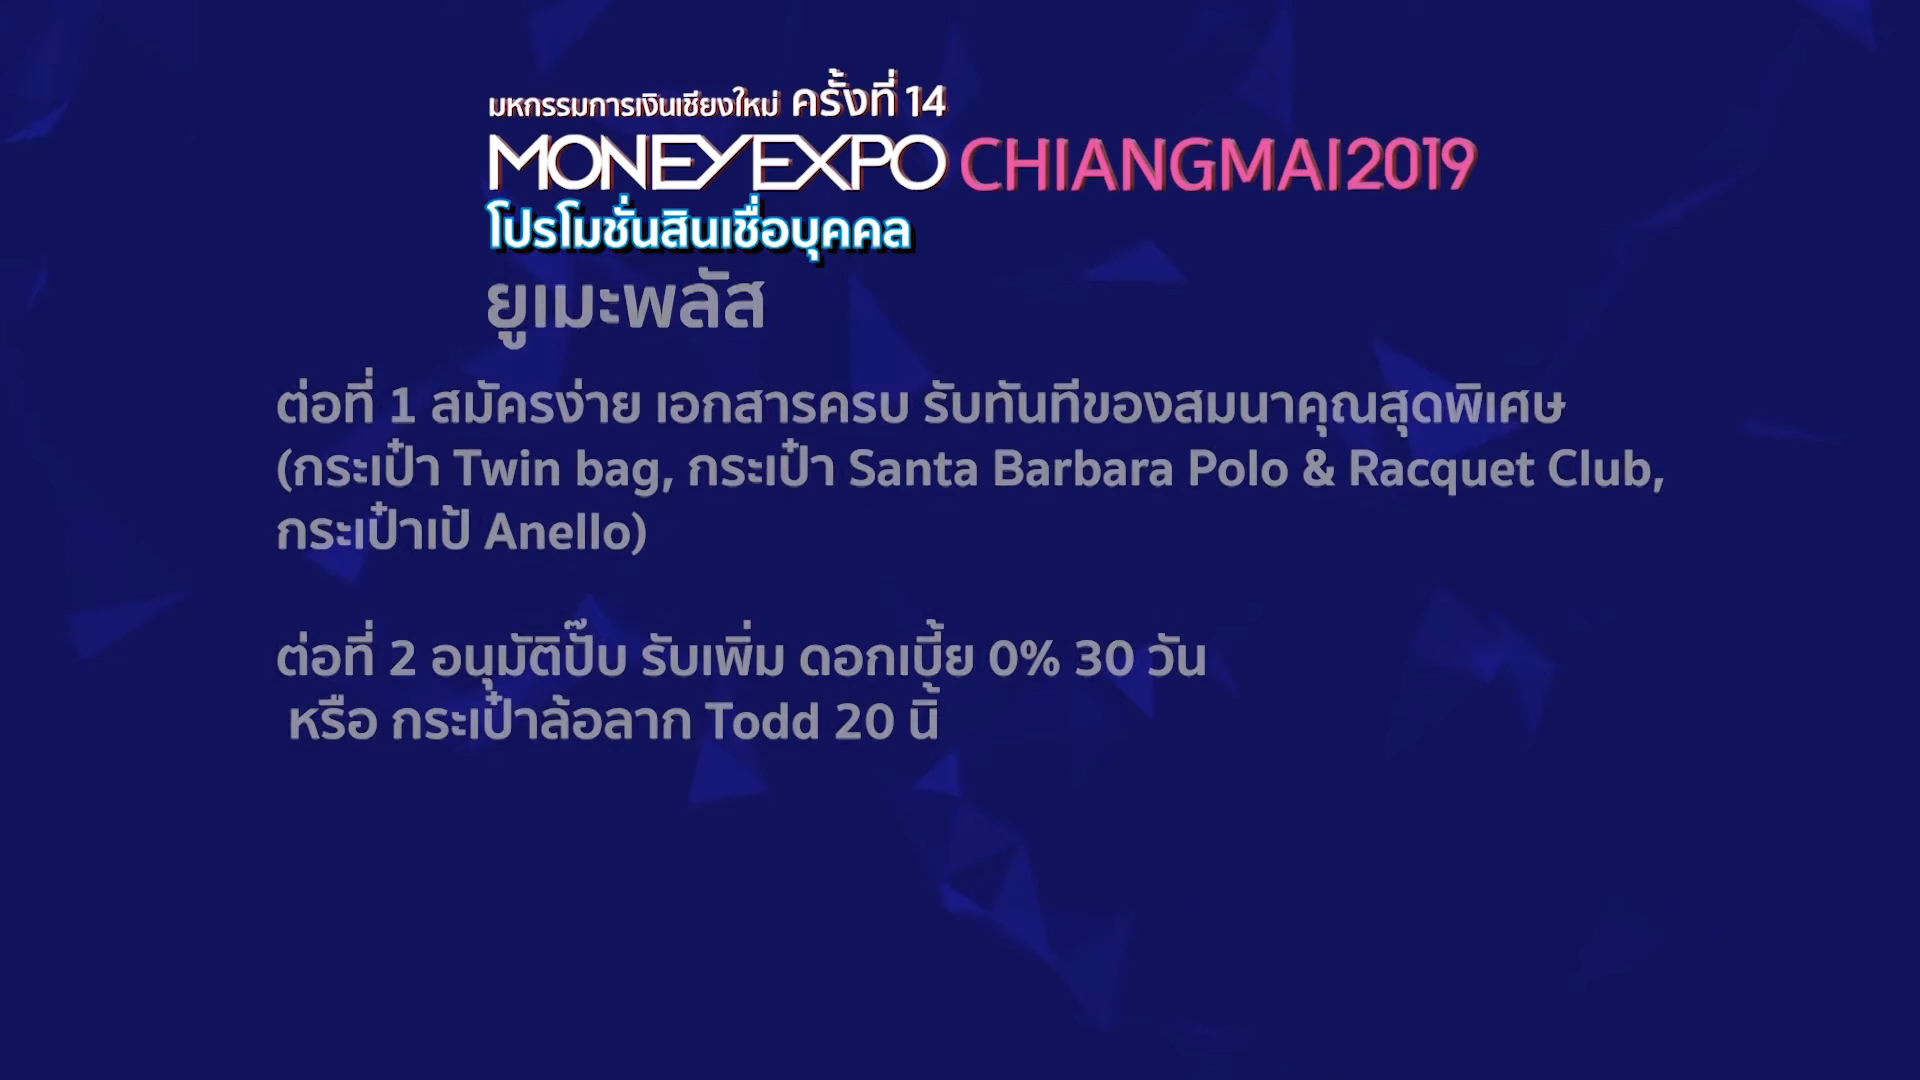 มหกรรมการเงินเชียงใหม่ ครั้งที่ 14
MONEY EXPO CHIANGMAI 2019
โปรโมชั่นสินเชื่อบุคคล
ยูเมะพลัส
ต่อที่ 1 สมัครง่าย เอกสารครบ รับทันทีของสมนาคุณสุดพิเศษ
(กระเป๋า Twin bag, กระเป๋า Santa Barbara Polo & Racquet Club,
กระเป๋าเป้ Anello)
ต่อที่ 2 อนุมัติปั๊บ รับเพิ่ม ดอกเบี้ย 0% 30 วัน
หรือ กระเป๋าล้อลาก Todd 20 นิ้